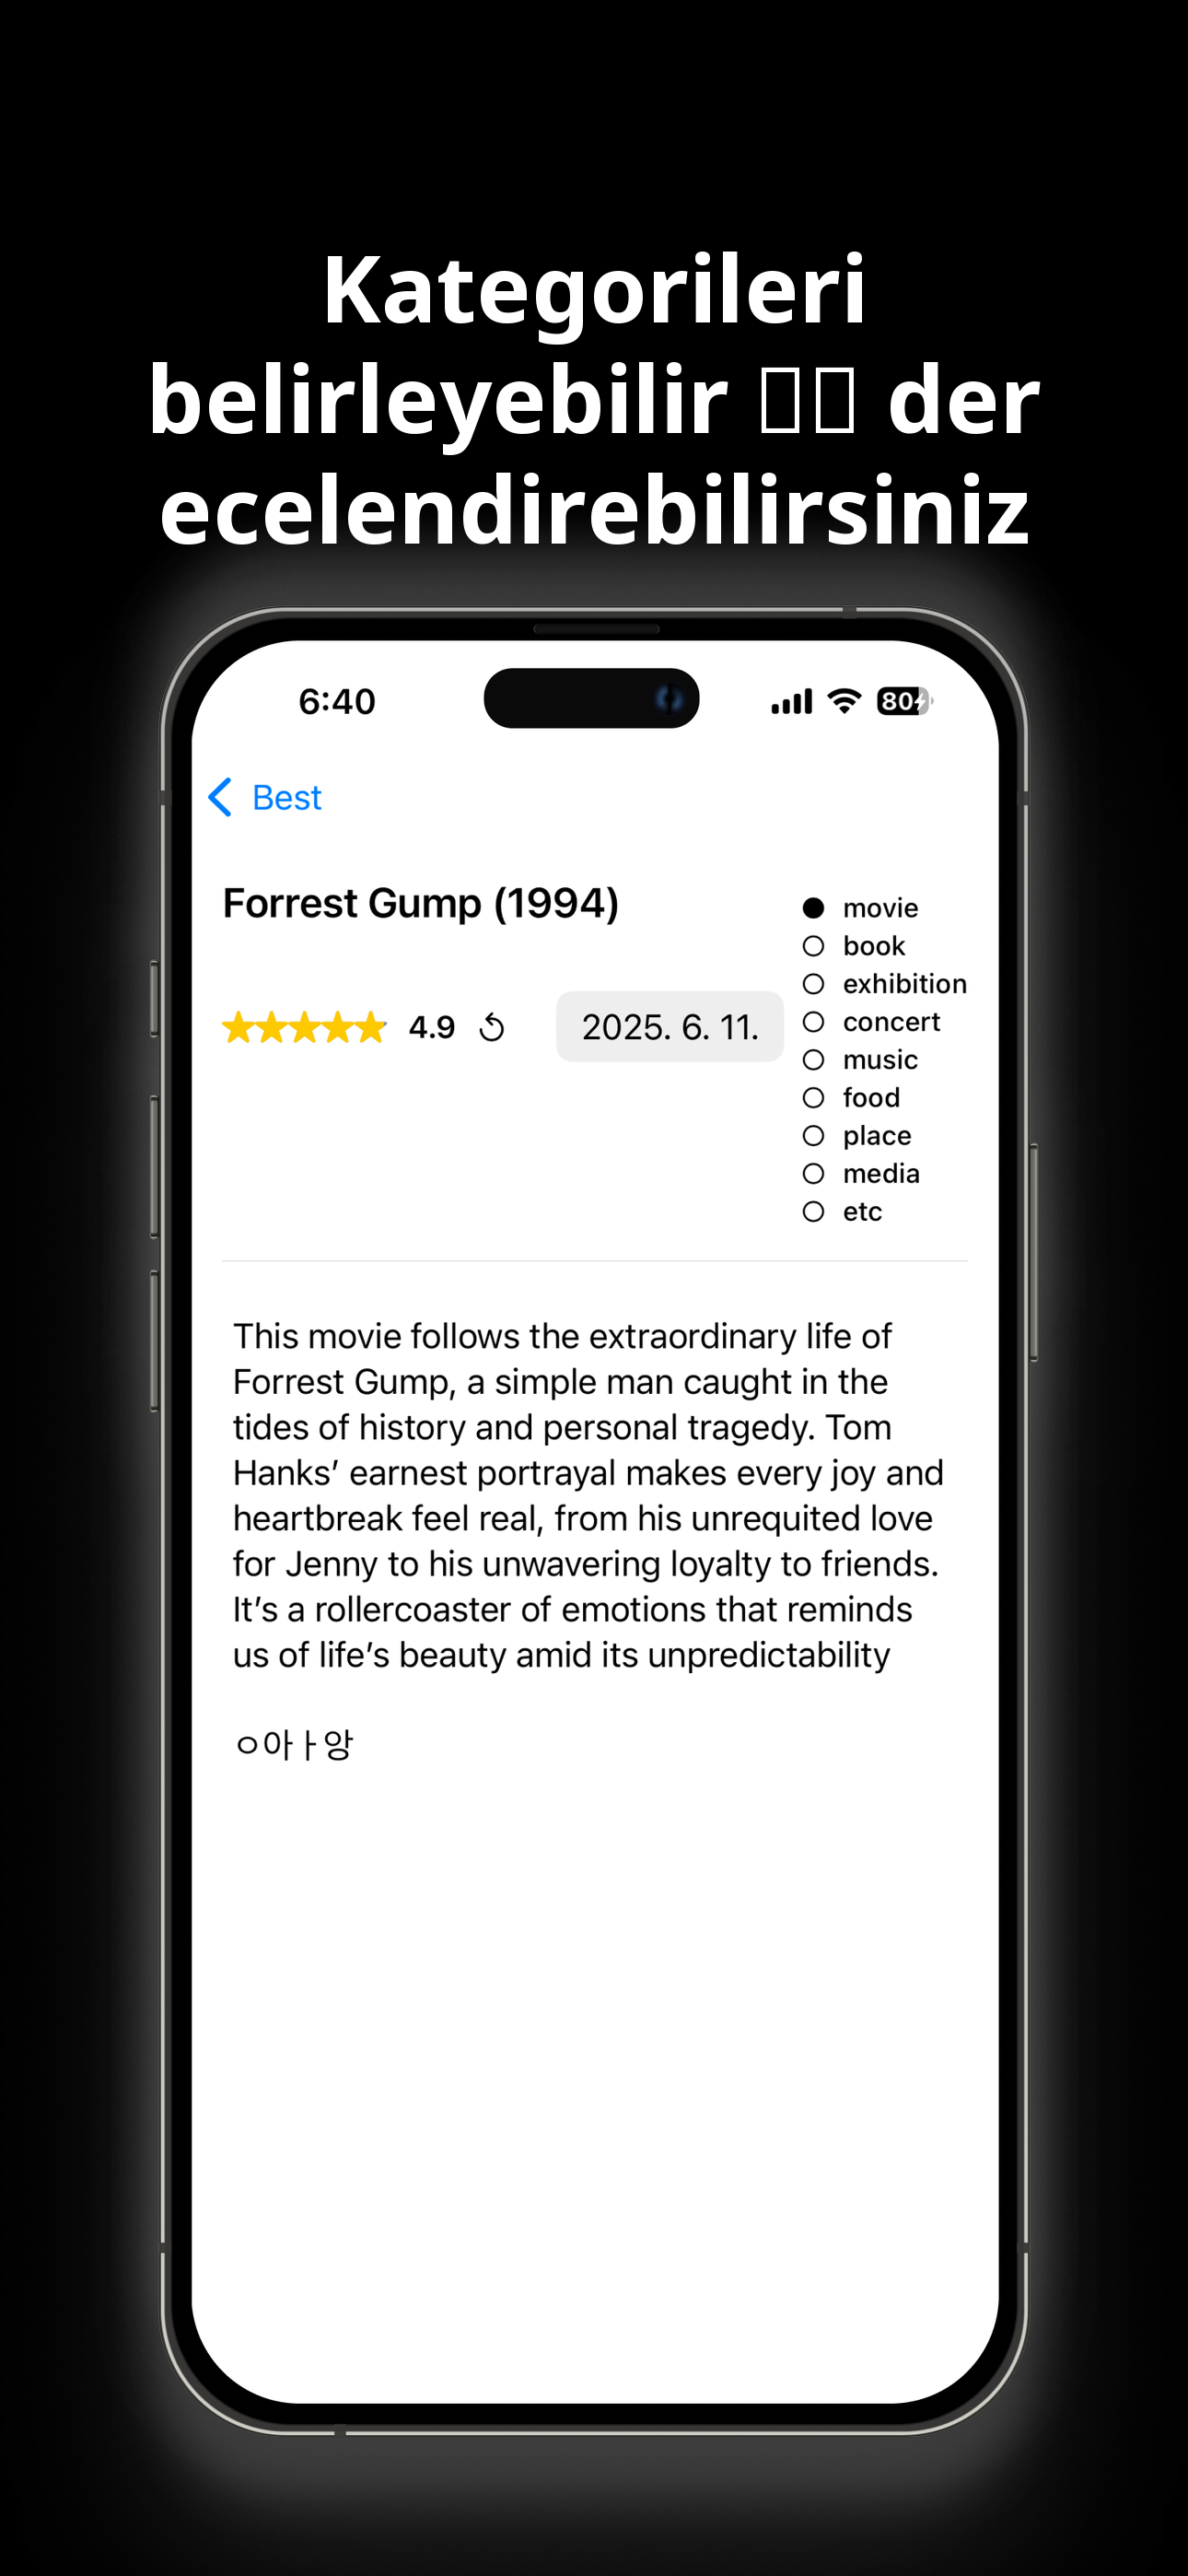 Kategorileri
belirleyebilir der
ecelendirebilirsiniz
6:40
80
Best
Forrest Gump (1994)
4.9
2025. 6. 11.
movie
book
exhibition
concert
music
food
place
media
etc
This movie follows the extraordinary life of
Forrest Gump, a simple man caught in the
tides of history and personal tragedy. Tom
Hanks’ earnest portrayal makes every joy and
heartbreak feel real, from his unrequited love
for Jenny to his unwavering loyalty to friends.
It’s a rollercoaster of emotions that reminds
us of life’s beauty amid its unpredictability
ㅇ아ㅏ앙